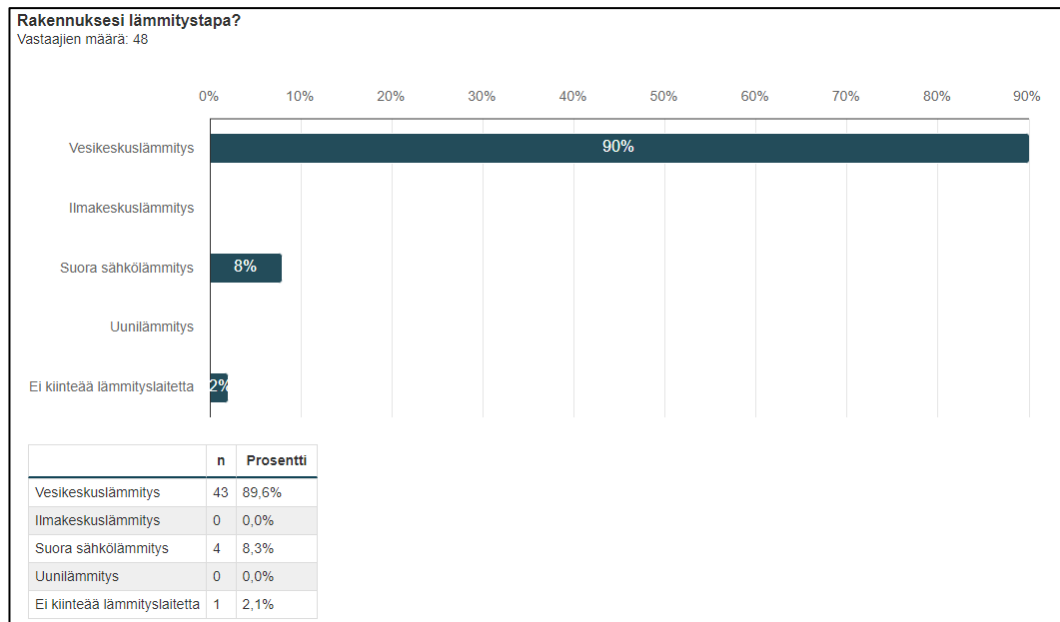 Rakennuksesi lämmitystapa?
Vastaajien määrä: 48
0% 10% 20% 30% 40% 50% 60% 70% 80% 90%
Vesikeskuslämmitys 90%
Ilmakeskuslämmitys
Suora sähkölämmitys 8%
Uunilämmitys
Ei kiinteää lämmityslaitetta 2%
n Prosentti
Vesikeskuslämmitys 43 89,6%
Ilmakeskuslämmitys 0 0,0%
Suora sähkölämmitys 4 8,3%
Uunilämmitys 0 0,0%
Ei kiinteää lämmityslaitetta 1 2,1%